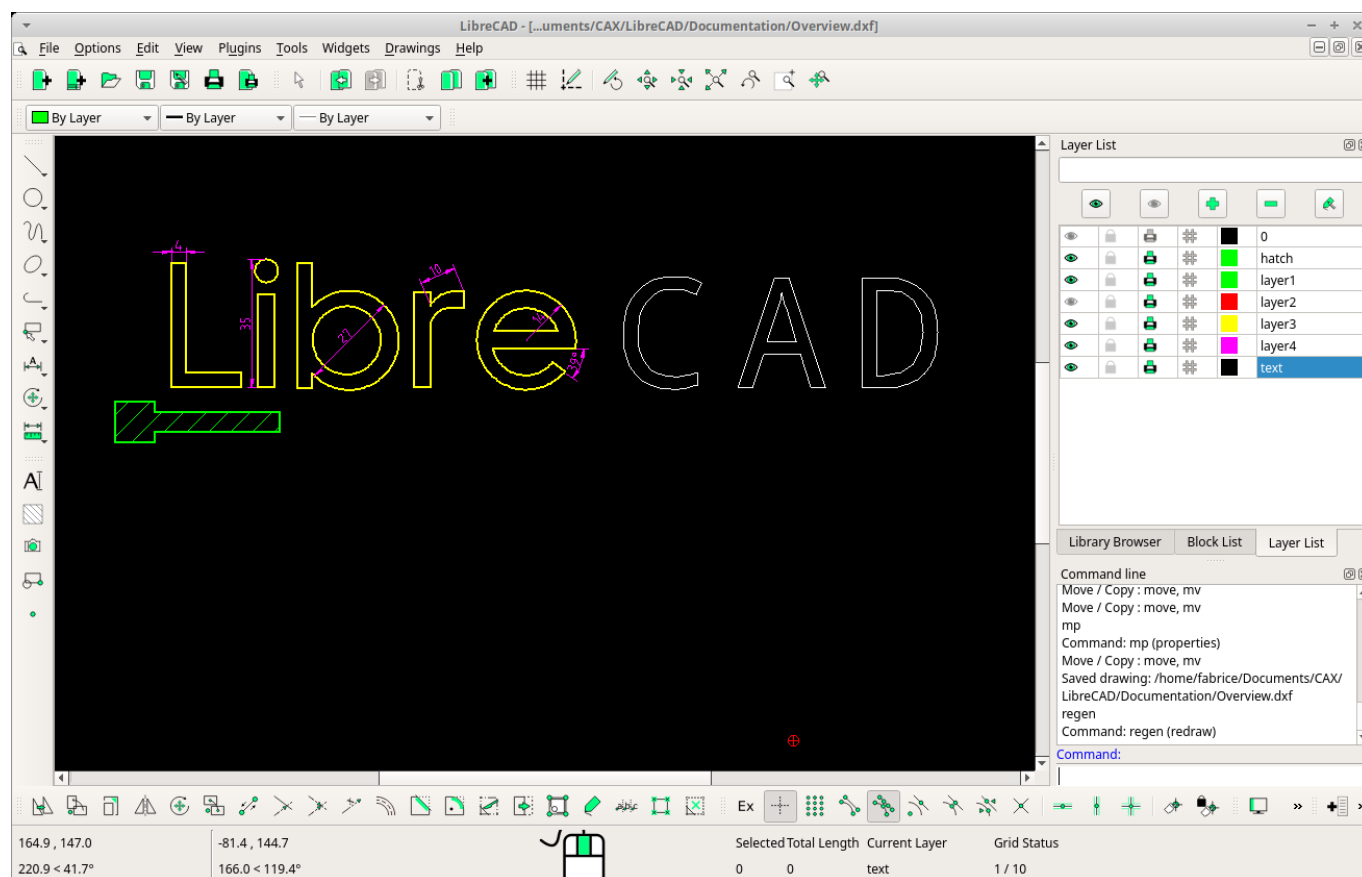 LibreCAD - [...uments/CAX/LibreCAD/Documentation/Overview.dxf]
File Options Edit View Plugins Tools Widgets Drawings Help
By Layer By Layer By Layer
Layer List
0
hatch
layer1
layer2
layer3
layer4
text
4
35
27
10
14
39°
Libre CAD
Library Browser Block List Layer List
Command line
Move / Copy : move, mv
Move / Copy : move, mv
mp
Command: mp (properties)
Move / Copy : move, mv
Saved drawing: /home/fabrice/Documents/CAX/
LibreCAD/Documentation/Overview.dxf
regen
Command: regen (redraw)
Command:
A
AI
Ex
»
164.9 , 147.0 -81.4 , 144.7 Selected Total Length Current Layer Grid Status
220.9 < 41.7° 166.0 < 119.4° 0 0 text 1 / 10